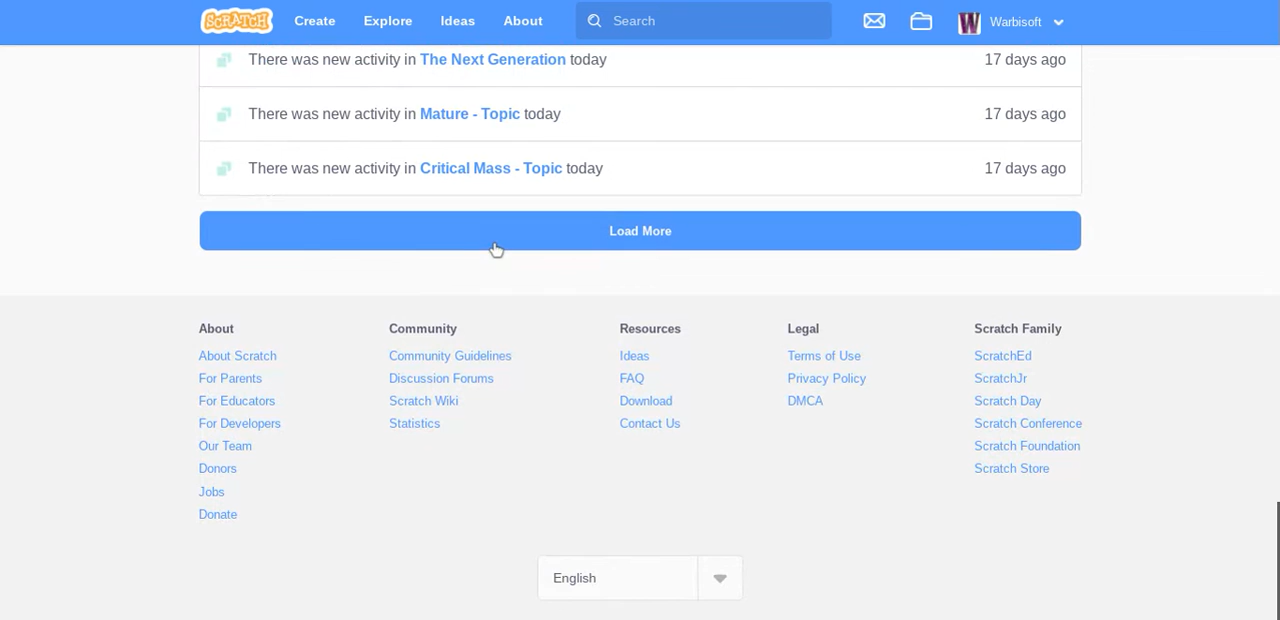 SCRATCH Create Explore Ideas About Search W Warbisoft
There was new activity in The Next Generation today 17 days ago
There was new activity in Mature - Topic today 17 days ago
There was new activity in Critical Mass - Topic today 17 days ago
Load More
About Community Resources Legal Scratch Family
About Scratch Community Guidelines Ideas Terms of Use ScratchEd
For Parents Discussion Forums FAQ Privacy Policy ScratchJr
For Educators Scratch Wiki Download DMCA Scratch Day
For Developers Statistics Contact Us Scratch Conference
Our Team Scratch Foundation
Donors Scratch Store
Jobs
Donate
English